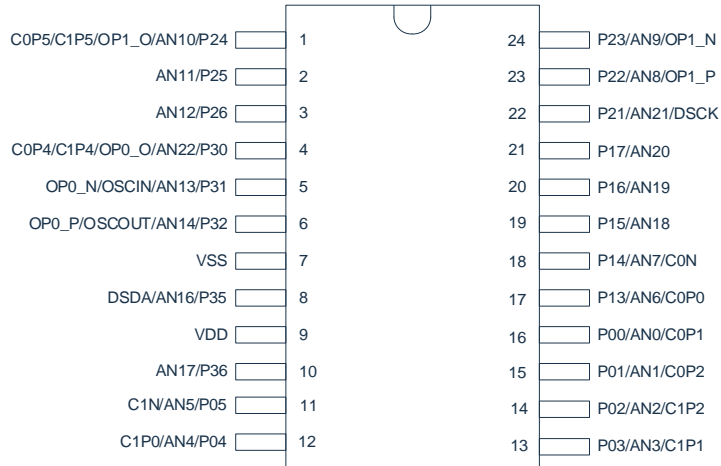 C0P5/C1P5/OP1_O/AN10/P24 1 24 P23/AN9/OP1_N
AN11/P25 2 23 P22/AN8/OP1_P
AN12/P26 3 22 P21/AN21/DSCK
C0P4/C1P4/OP0_O/AN22/P30 4 21 P17/AN20
OP0_N/OSCIN/AN13/P31 5 20 P16/AN19
OP0_P/OSCOUT/AN14/P32 6 19 P15/AN18
VSS 7 18 P14/AN7/C0N
DSDA/AN16/P35 8 17 P13/AN6/C0P0
VDD 9 16 P00/AN0/C0P1
AN17/P36 10 15 P01/AN1/C0P2
C1N/AN5/P05 11 14 P02/AN2/C1P2
C1P0/AN4/P04 12 13 P03/AN3/C1P1